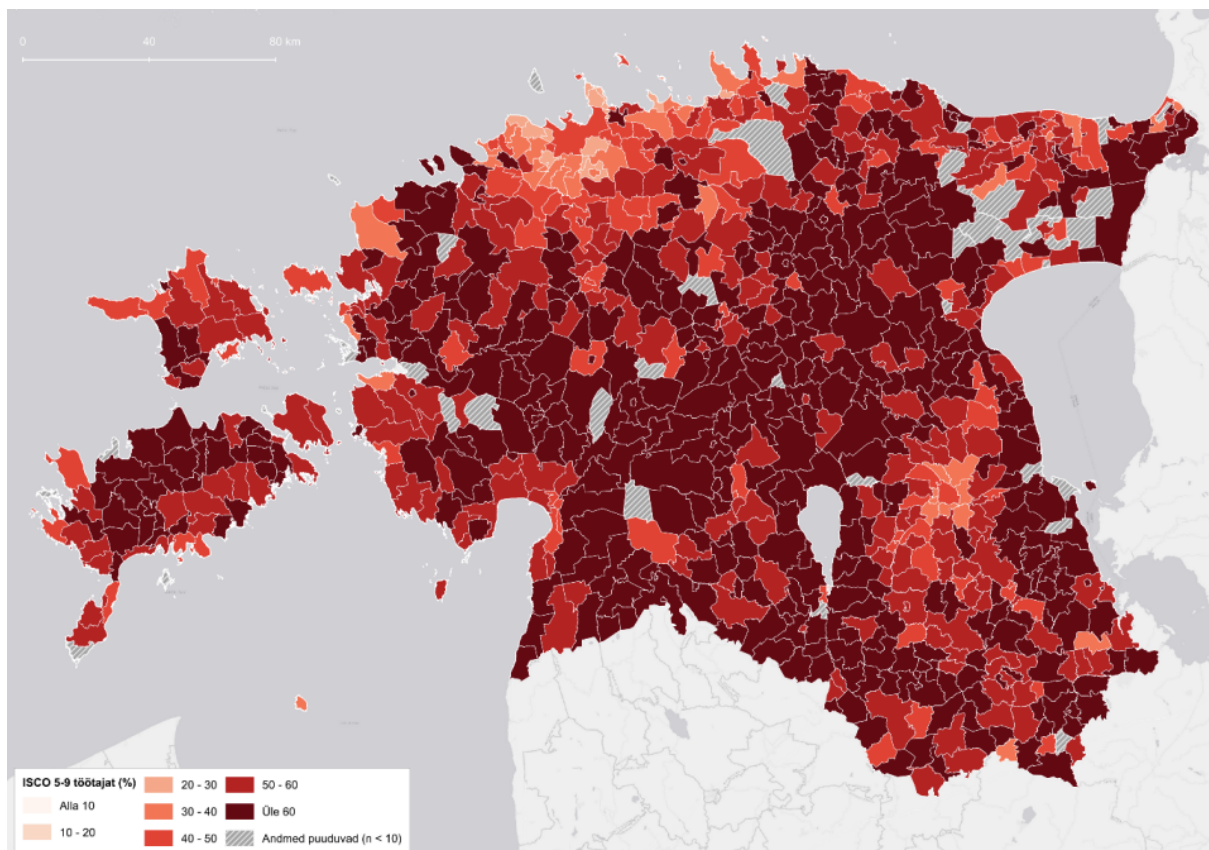 0 40 80 km
ISCO 5-9 töötajat (%)
Alla 10
10 - 20
20 - 30
30 - 40
40 - 50
50 - 60
Üle 60
Andmed puuduvad (n < 10)